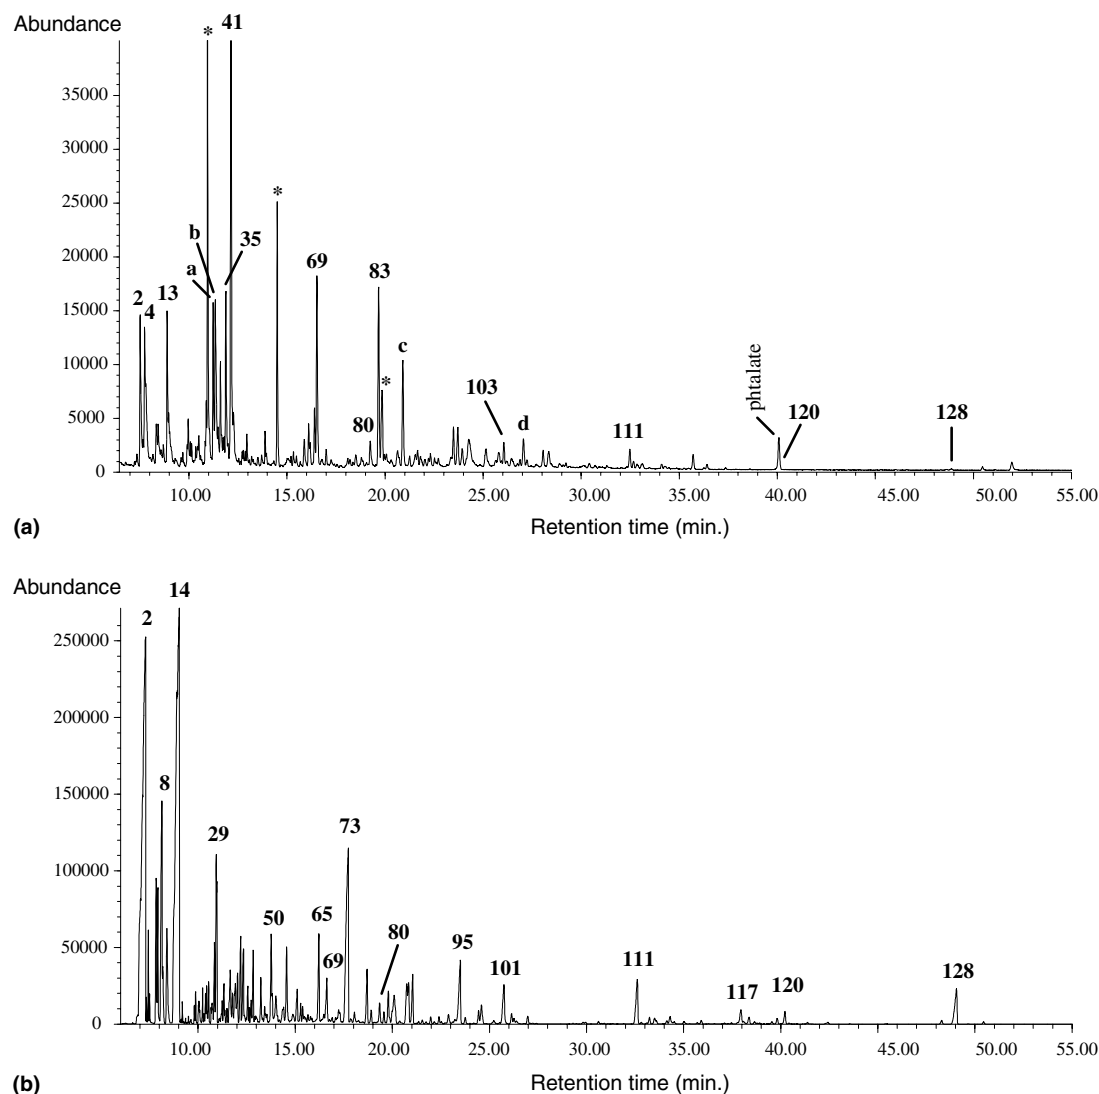 Abundance
* 41
35000
30000
25000
*
20000
b 35
a 69
83
15000
2 13
4
10000
c
*
phtalate
5000
103
d
80
111
120 128
0
10.00 15.00 20.00 25.00 30.00 35.00 40.00 45.00 50.00 55.00
(a) Retention time (min.)
Abundance
14
2
250000
200000
150000
8
29 73
100000
50 65
80
95
50000
69
101
111
117 120 128
0
10.00 15.00 20.00 25.00 30.00 35.00 40.00 45.00 50.00 55.00
(b) Retention time (min.)